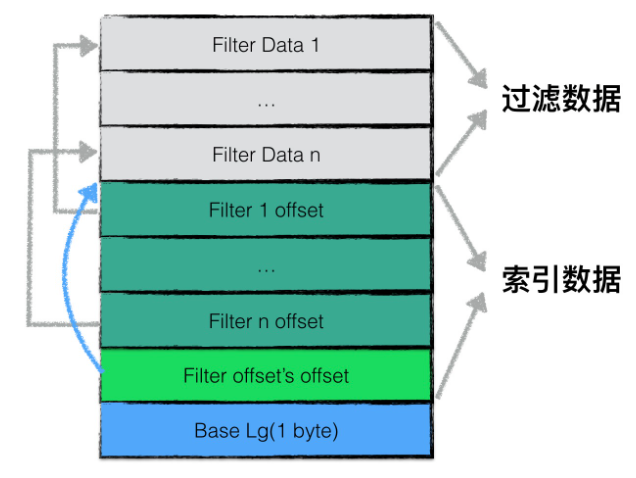 Filter Data 1
...
过滤数据
Filter Data n
Filter 1 offset
...
索引数据
Filter n offset
Filter offset's offset
Base Lg(1 byte)